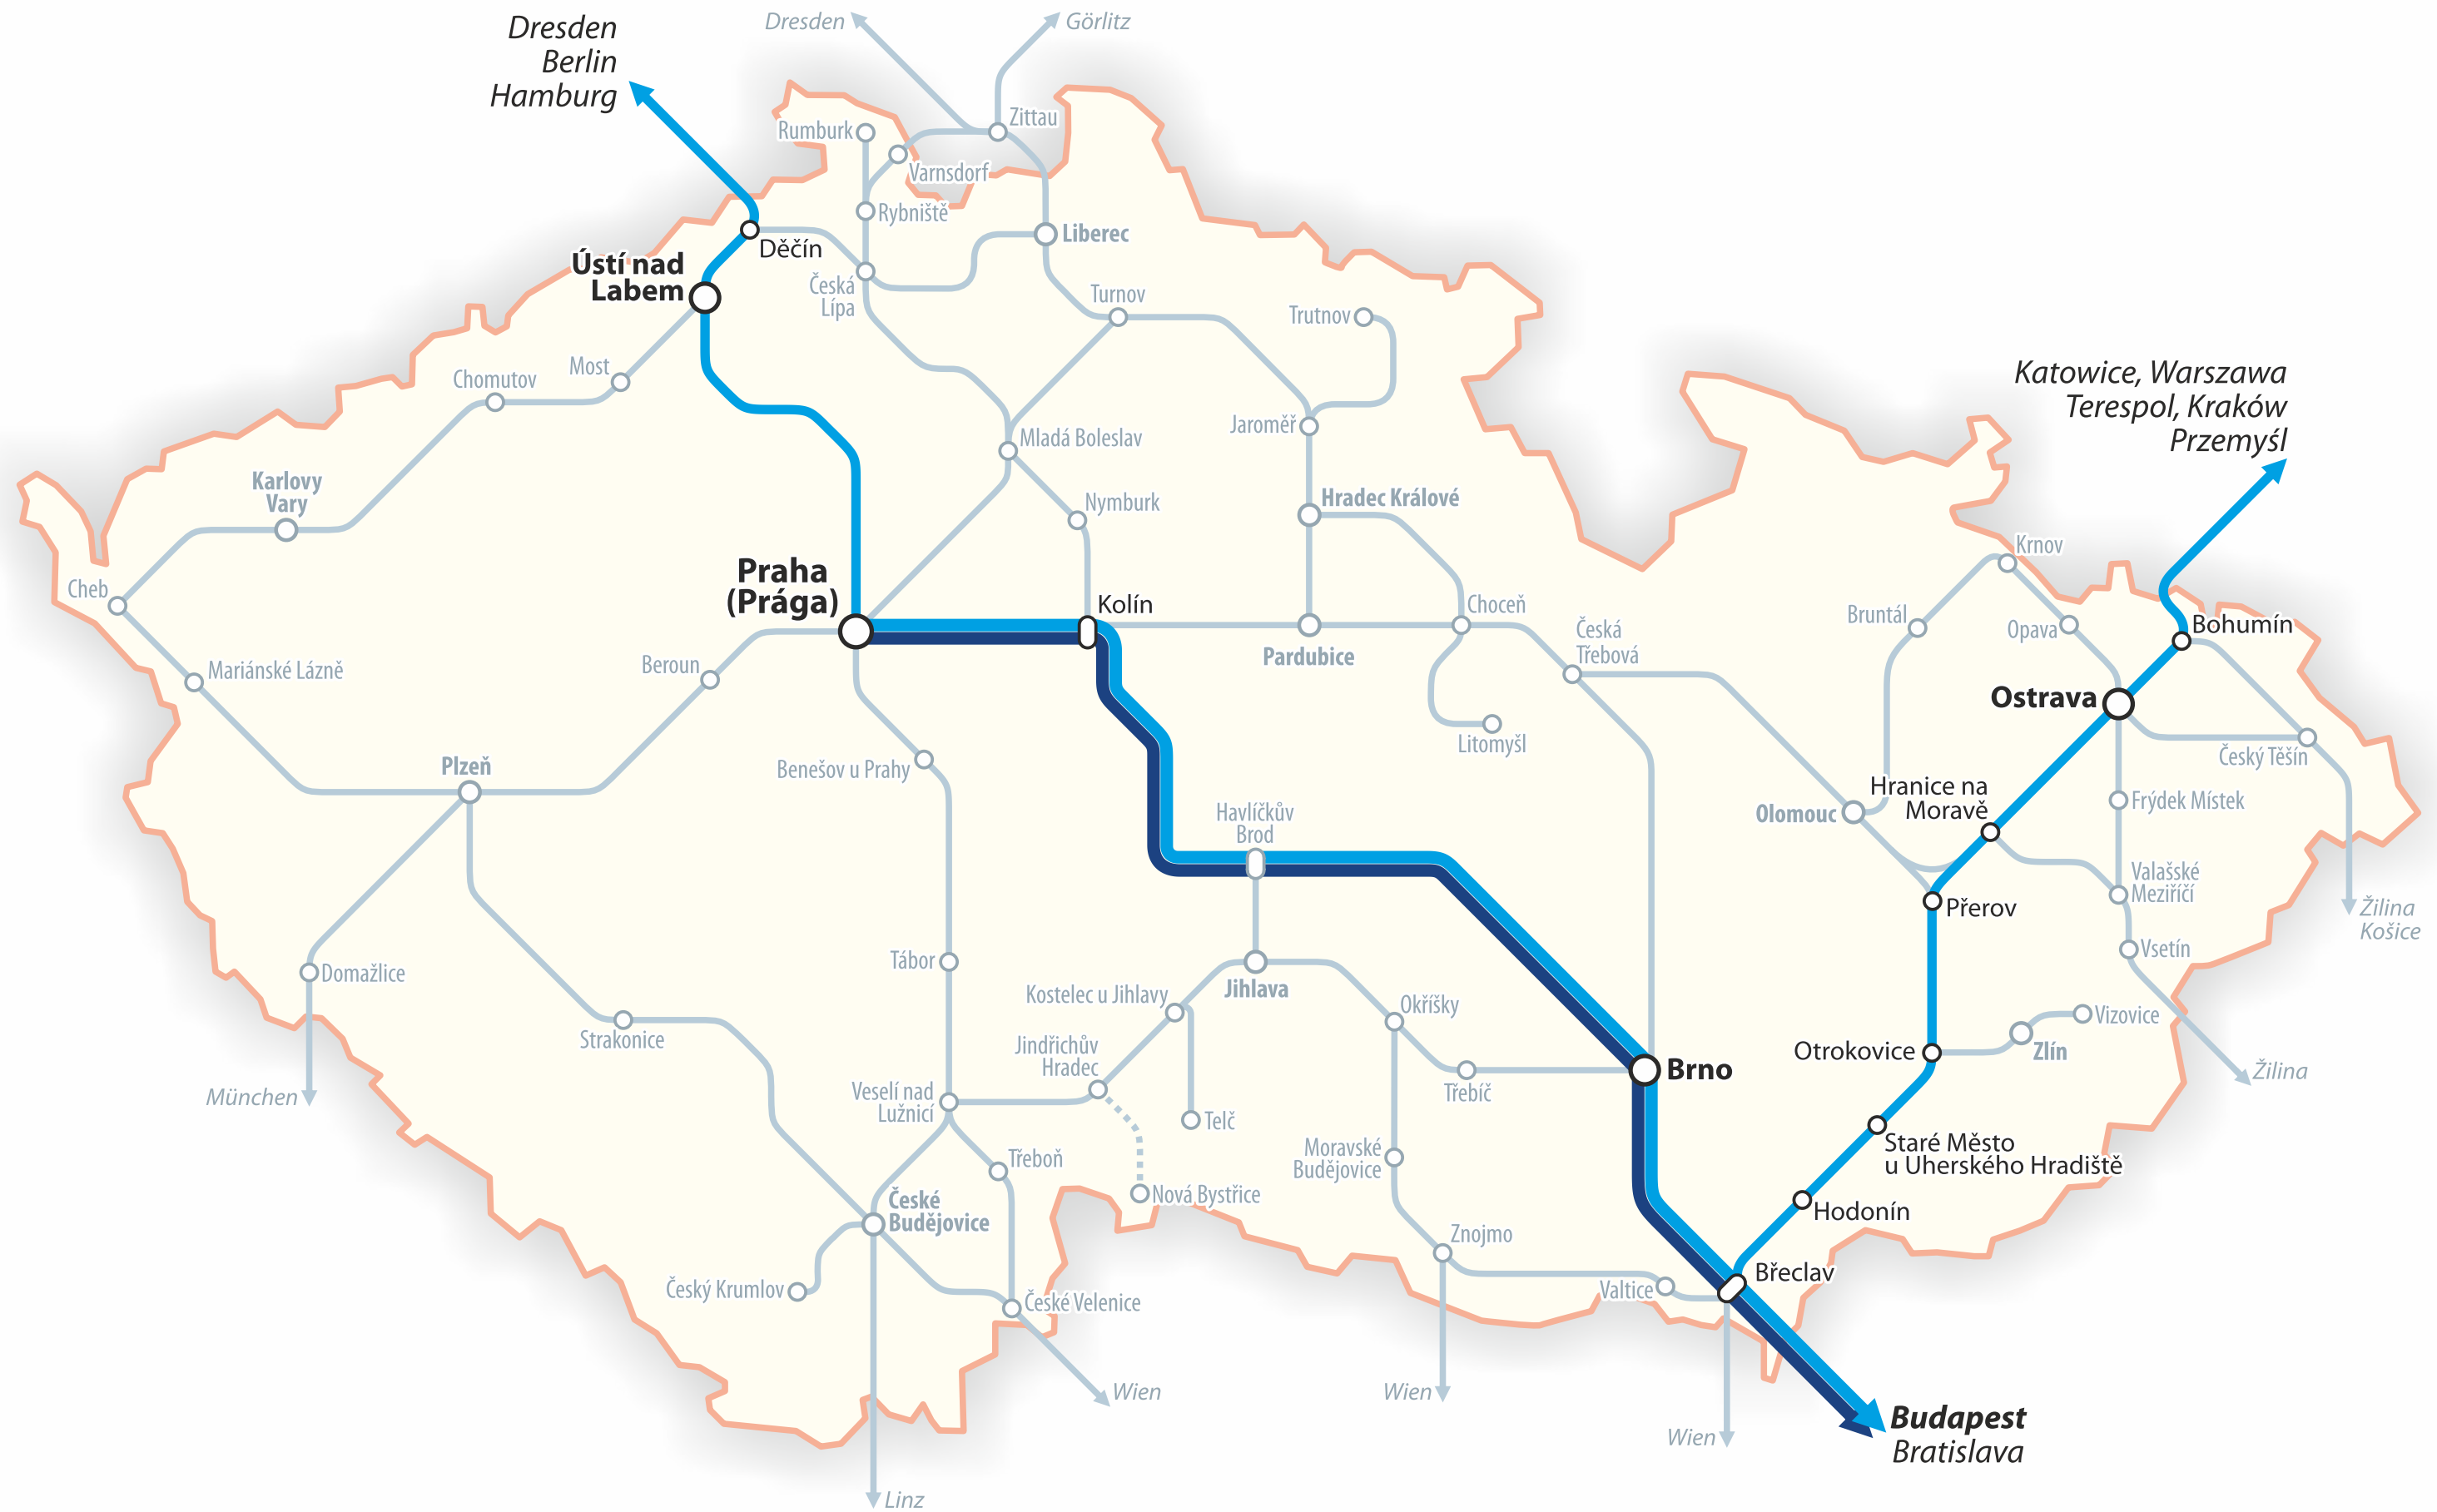 Dresden
Berlin
Hamburg
Dresden
Görlitz
Rumburk
Zittau
Varnsdorf
Rybniště
Liberec
Děčín
Ústí nad
Labem
Česká
Lípa
Turnov
Trutnov
Most
Chomutov
Katowice, Warszawa
Terespol, Kraków
Przemyśl
Jaroměř
Mladá Boleslav
Karlovy
Vary
Hradec Králové
Nymburk
Krnov
Praha
(Prága)
Cheb
Kolín
Choceň
Česká
Třebová
Bruntál
Opava
Bohumín
Pardubice
Beroun
Mariánské Lázně
Ostrava
Litomyšl
Český Těšín
Plzeň
Benešov u Prahy
Hranice na
Moravě
Frýdek Místek
Havlíčkův
Brod
Olomouc
Valašské
Meziříčí
Přerov
Žilina
Košice
Vsetín
Tábor
Domažlice
Jihlava
Kostelec u Jihlavy
Okříšky
Vizovice
Strakonice
Jindřichův
Hradec
Otrokovice
Zlín
Brno
Žilina
München
Veselí nad
Lužnicí
Třebíč
Telč
Staré Město
u Uherského Hradiště
Třeboň
Moravské
Budějovice
Nová Bystřice
České
Budějovice
Hodonín
Znojmo
Břeclav
Český Krumlov
Valtice
České Velenice
Wien
Wien
Wien
Budapest
Bratislava
Linz